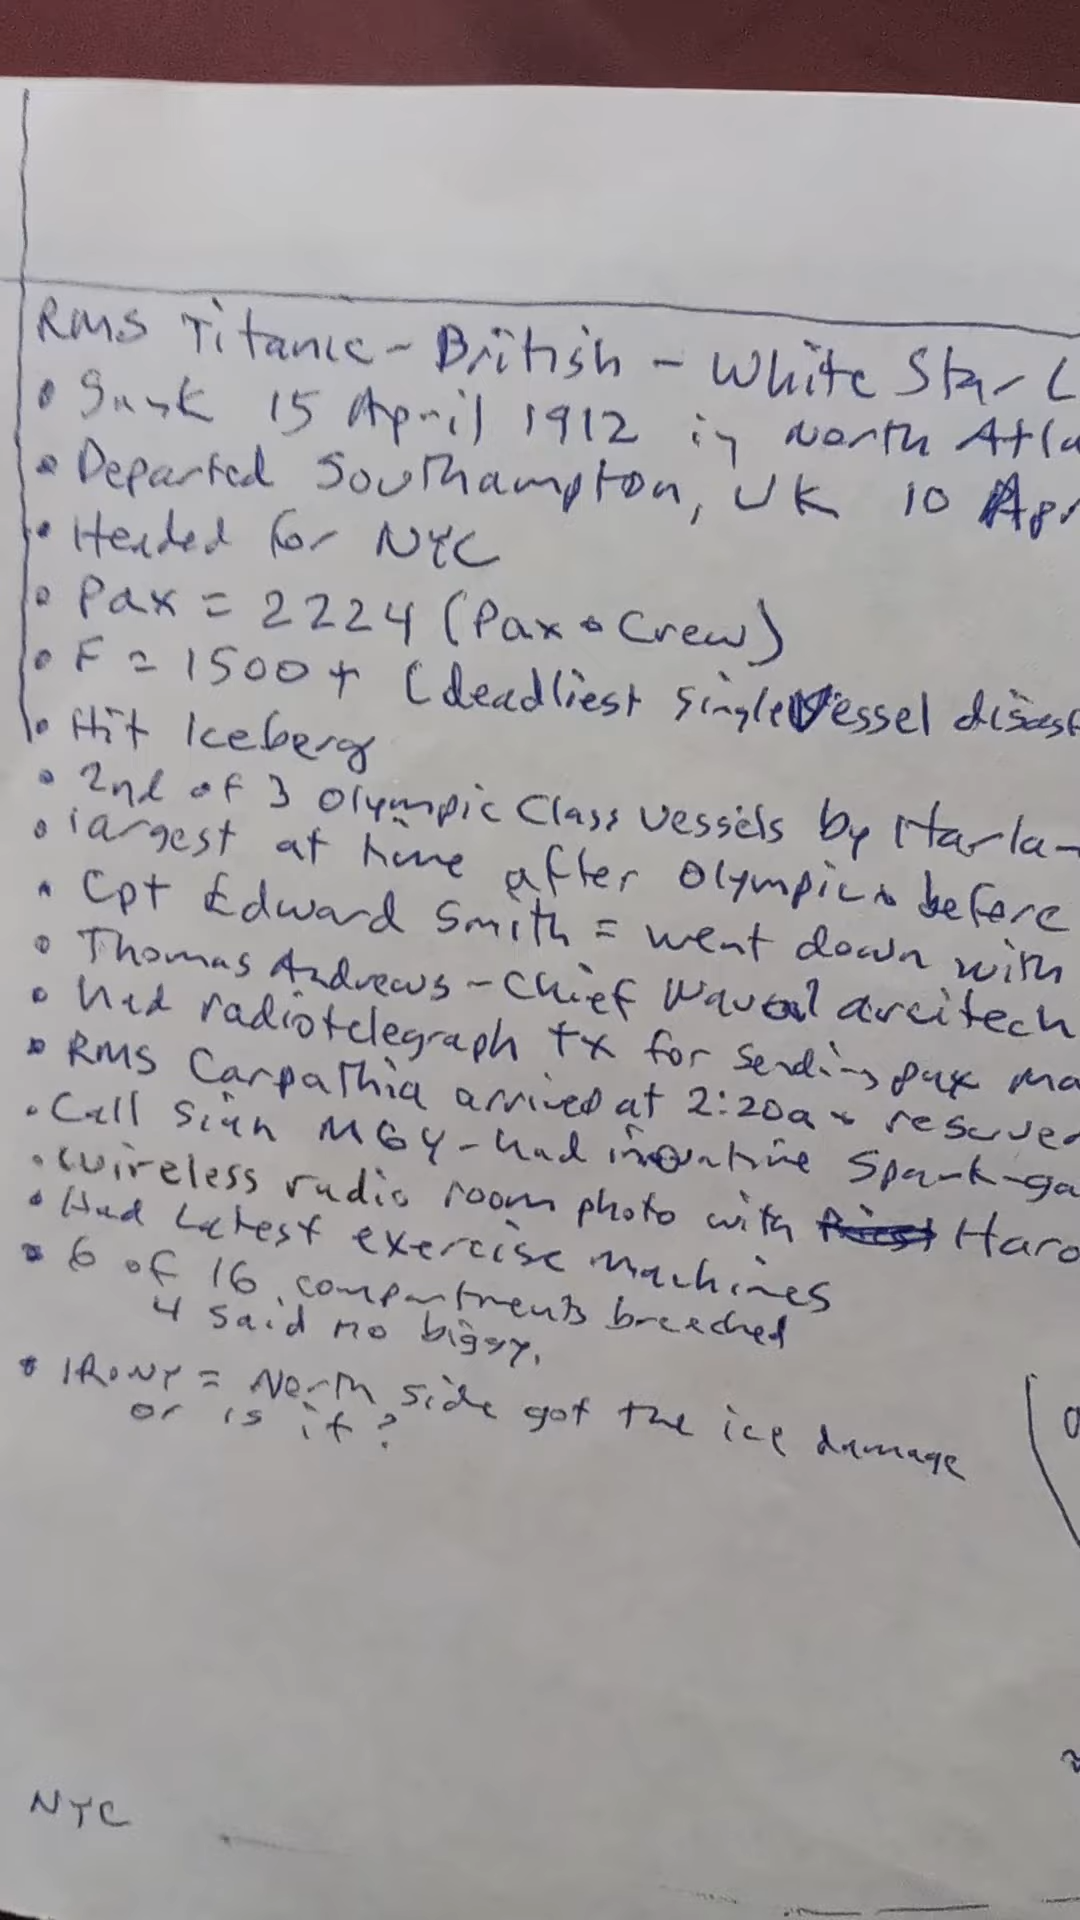 RMS Titanic - British - White Star L
• Sunk 15 April 1912 in North Atla
• Departed Southampton, UK 10 Apr
• Headed for NYC
• Pax = 2224 (Pax + Crew)
• F = 1500+ (deadliest single Vessel disast
• Hit Iceberg
• 2nd of 3 Olympic Class vessels by Harlan
• largest at time after Olympic + before
• Cpt Edward Smith = went down with
• Thomas Andrews - Chief Naval arcitech
• had radiotelegraph tx for sending pax ma
• RMS Carpathia arrived at 2:20a + rescued
• Call sign MGY - had inovative Spark-ga
• wireless radio room photo with Haro
• Had Latest exercise machines
• 6 of 16 compartments breached
4 said no biggy.
• IRONY = North side got the ice damage
or is it?
NYC